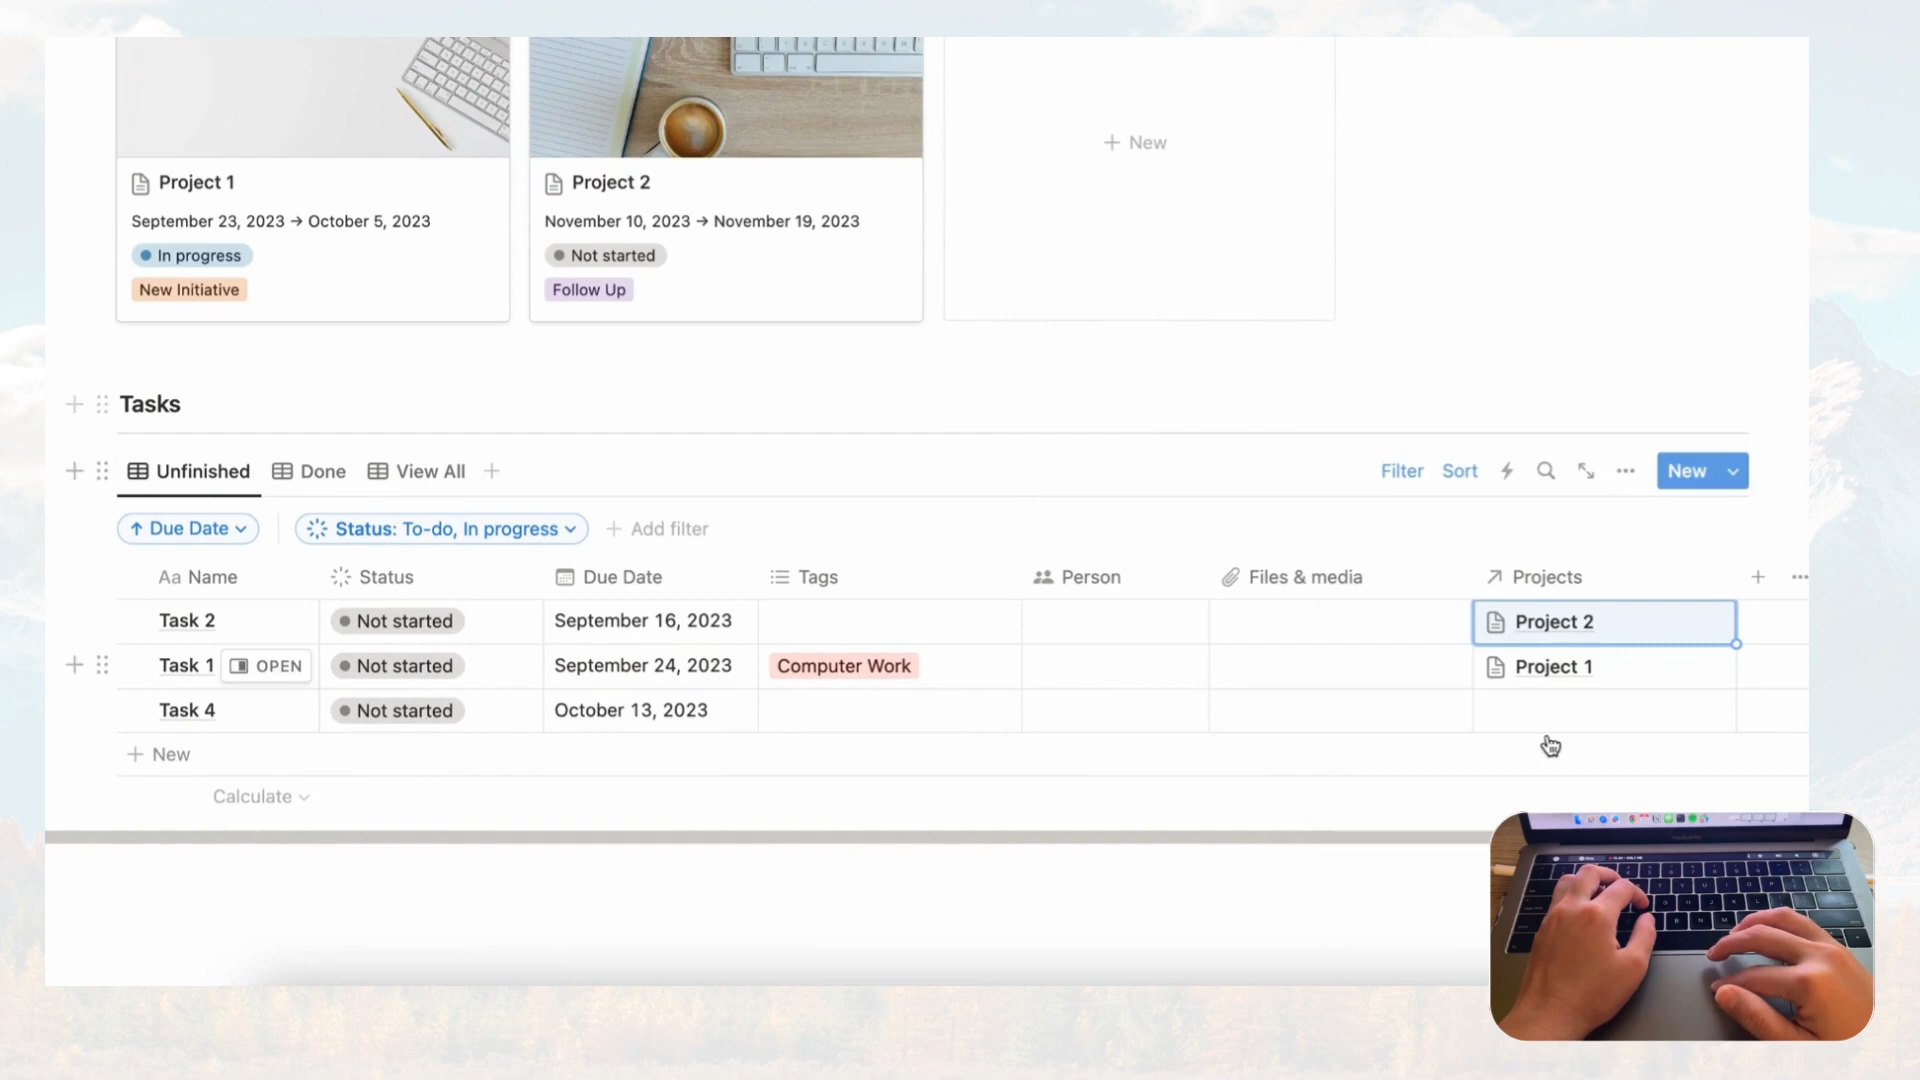 + New
Project 1
September 23, 2023 → October 5, 2023
In progress
New Initiative
Project 2
November 10, 2023 → November 19, 2023
Not started
Follow Up
Tasks
Unfinished Done View All
Filter Sort New
Due Date Status: To-do, In progress + Add filter
Aa Name Status Due Date Tags Person Files & media Projects
Task 2 Not started September 16, 2023 Project 2
Task 1 OPEN Not started September 24, 2023 Computer Work Project 1
Task 4 Not started October 13, 2023
+ New
Calculate